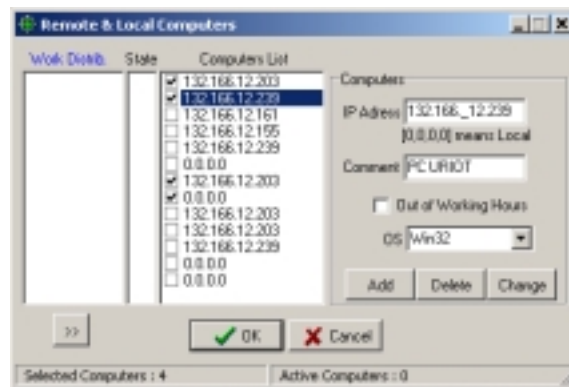 Remote & Local Computers
Work Distrib. State Computers List
132.166.12.203
132.166.12.239
132.166.12.161
132.166.12.155
132.166.12.239
0.0.0.0
132.166.12.203
0.0.0.0
132.166.12.203
132.166.12.203
132.166.12.239
0.0.0.0
0.0.0.0
Computers
IP Adress 132.166._12.239
[0,0,0,0] means Local
Comment PC URIOT
Out of Working Hours
OS Win32
Add Delete Change
>> OK Cancel
Selected Computers : 4 Active Computers : 0